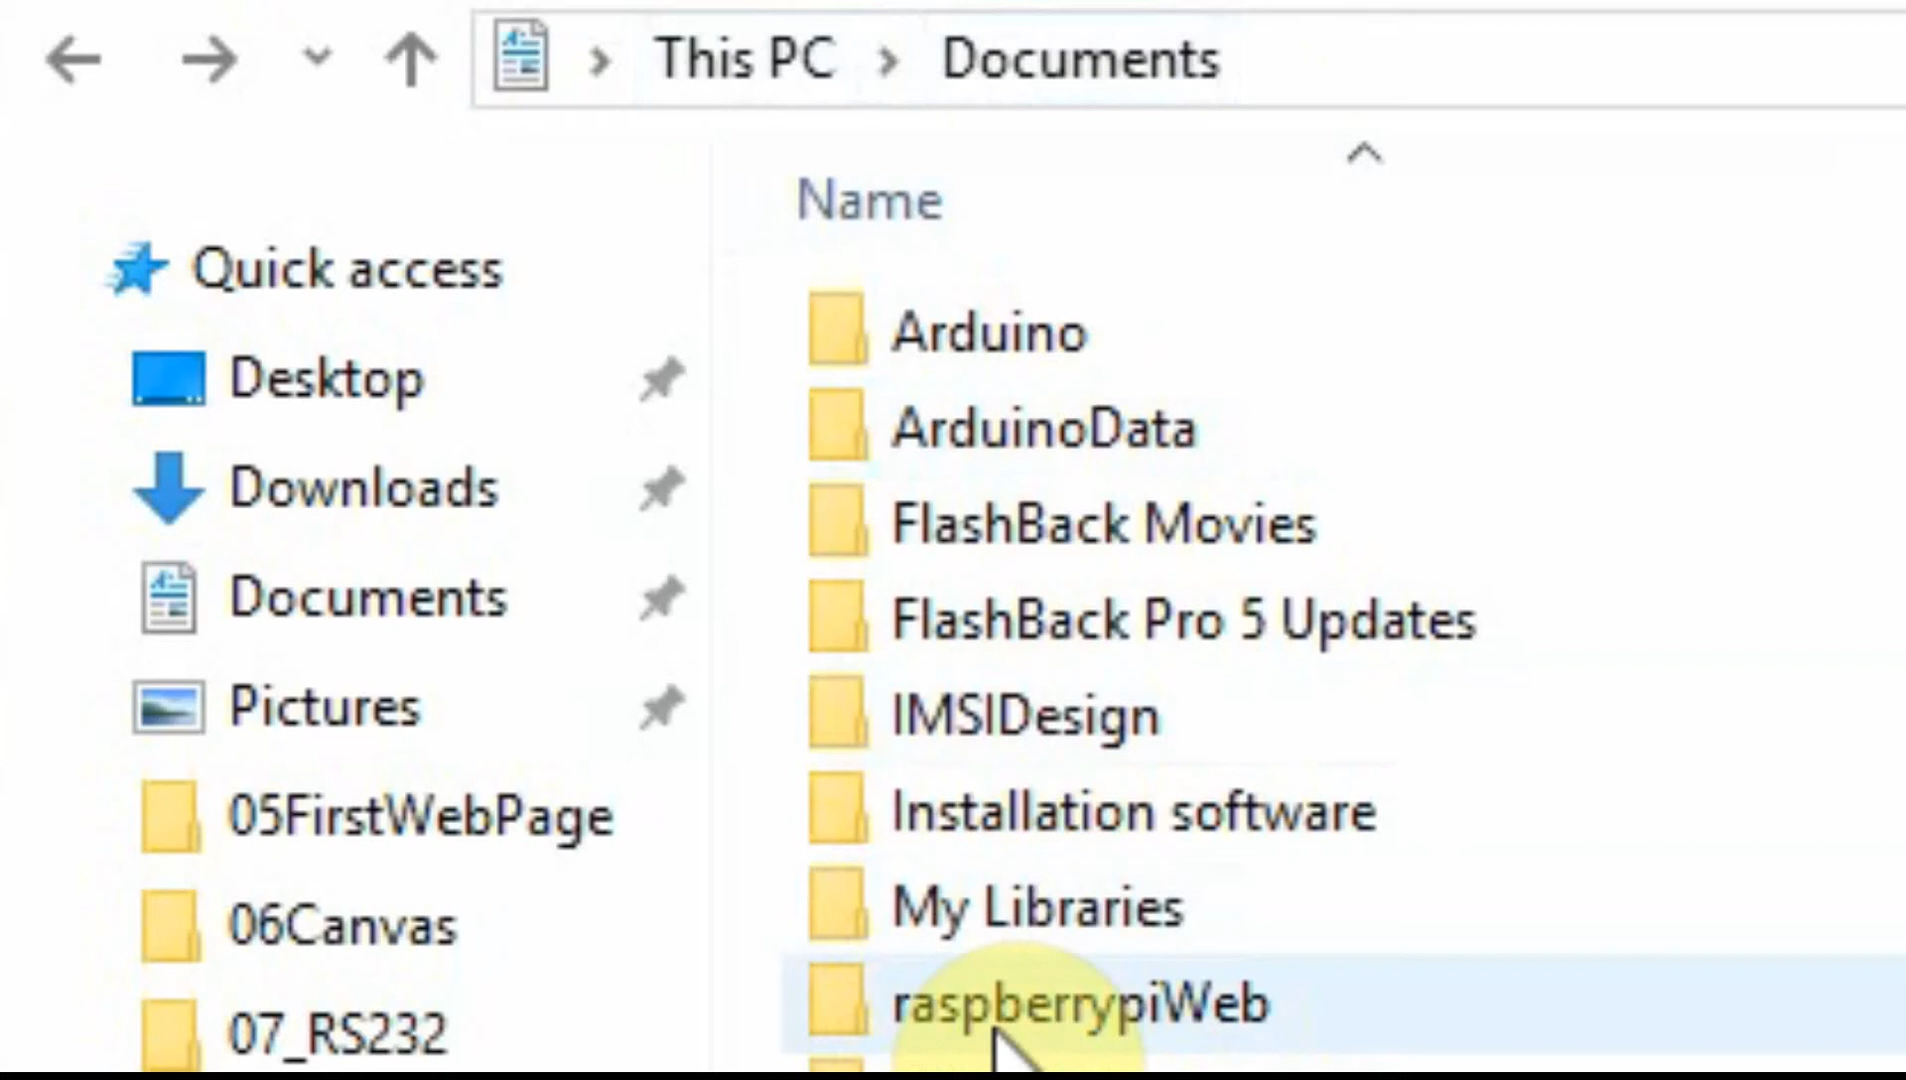 This PC > Documents
Name
Quick access
Desktop
Downloads
Documents
Pictures
05FirstWebPage
06Canvas
07_RS232
Arduino
ArduinoData
FlashBack Movies
FlashBack Pro 5 Updates
IMSIDesign
Installation software
My Libraries
raspberrypiWeb